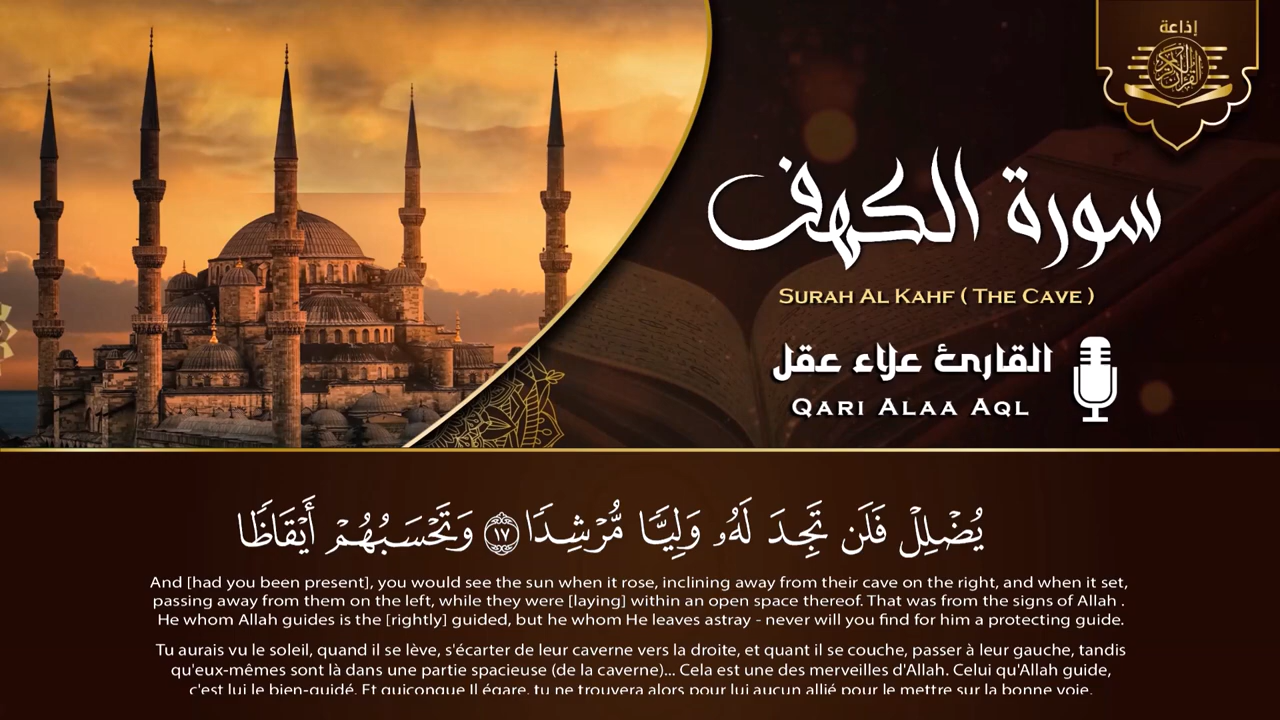 إذاعة
القرآن الكريم
سورة الكهف
SURAH AL KAHF ( THE CAVE )
القارئ علاء عقل
QARI ALAA AQL
يُضْلِلْ فَلَن تَجِدَ لَهُۥ وَلِيًّا مُّرْشِدًا ١٧ وَتَحْسَبُهُمْ أَيْقَاظًا
And [had you been present], you would see the sun when it rose, inclining away from their cave on the right, and when it set,
passing away from them on the left, while they were [laying] within an open space thereof. That was from the signs of Allah .
He whom Allah guides is the [rightly] guided, but he whom He leaves astray - never will you find for him a protecting guide.
Tu aurais vu le soleil, quand il se lève, s'écarter de leur caverne vers la droite, et quant il se couche, passer à leur gauche, tandis
qu'eux-mêmes sont là dans une partie spacieuse (de la caverne)... Cela est une des merveilles d'Allah. Celui qu'Allah guide,
c'est lui le bien-guidé. Et quiconque Il égare, tu ne trouvera alors pour lui aucun allié pour le mettre sur la bonne voie.